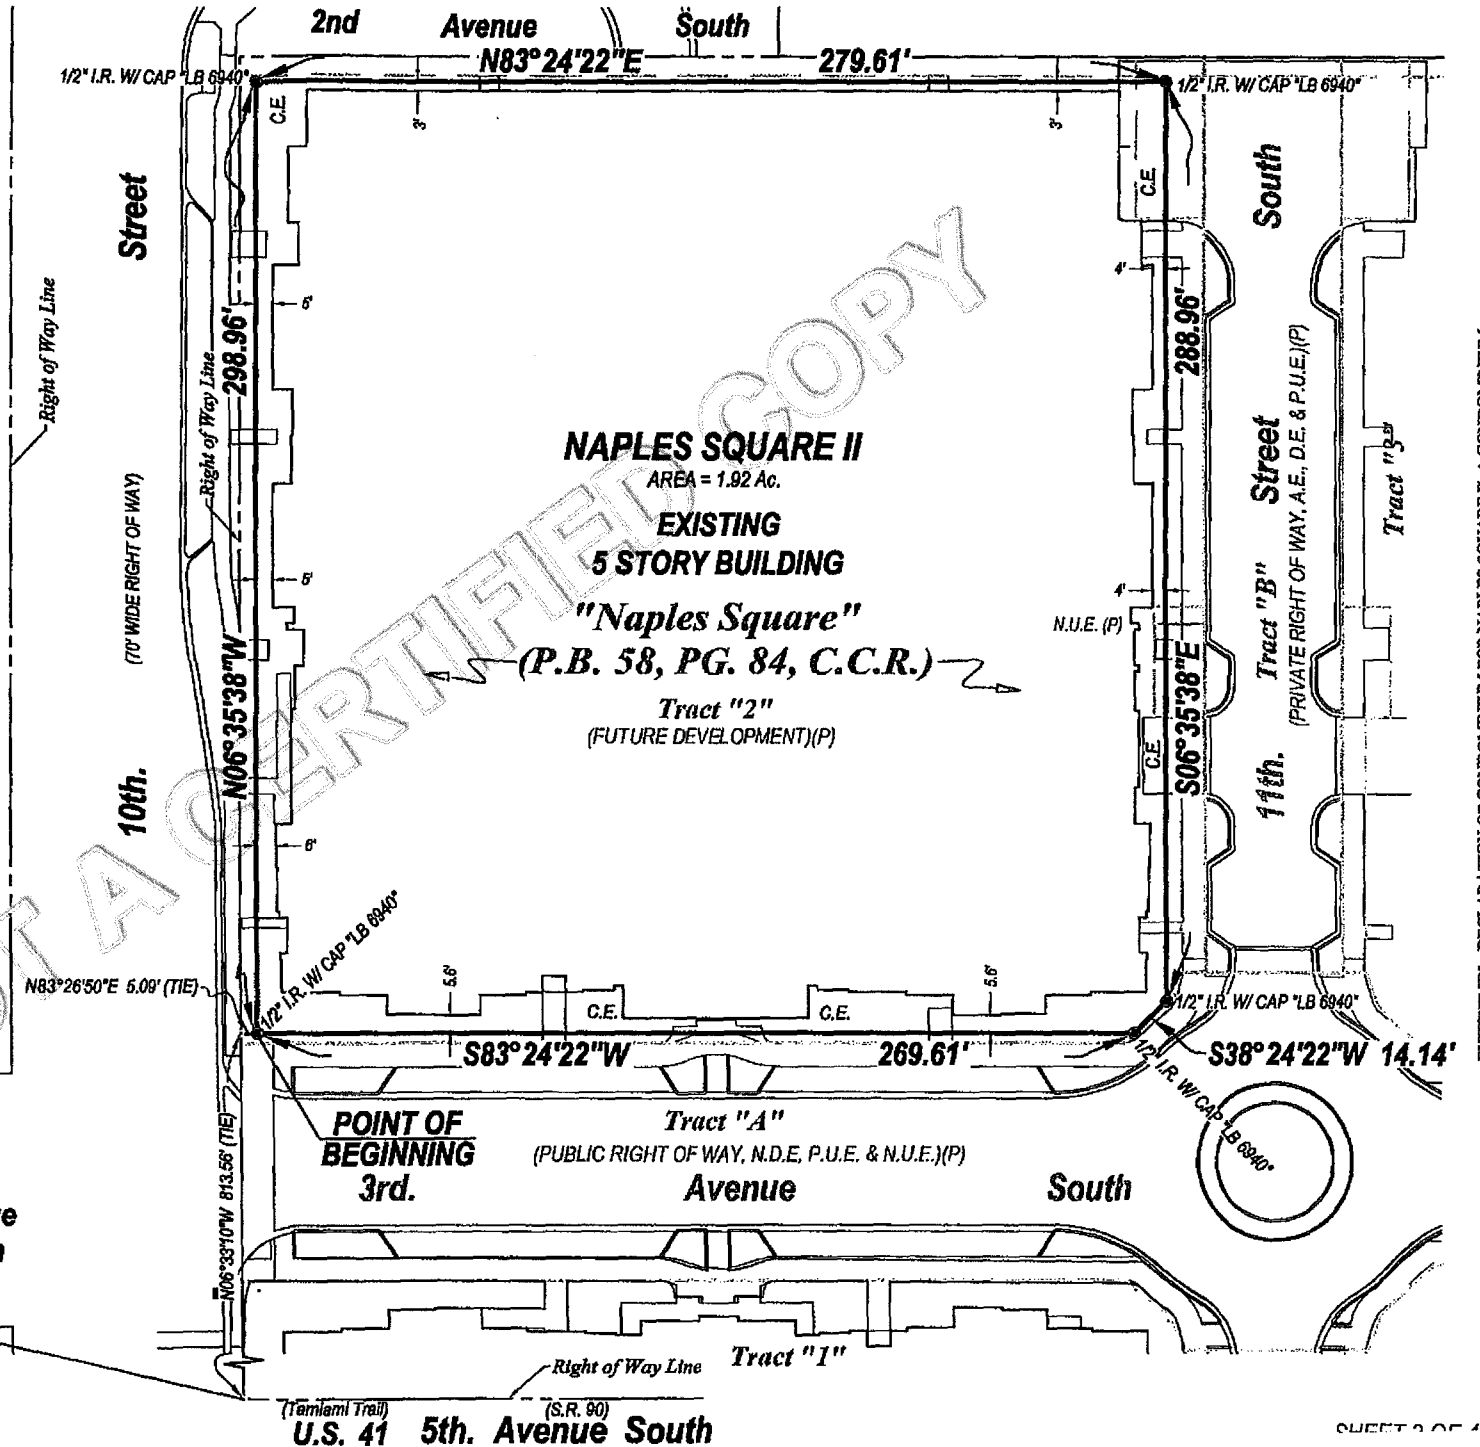 2nd Avenue South
N83°24'22"E 279.61'
1/2" I.R. W/ CAP "LB 6940"
1/2" I.R. W/ CAP "LB 6940"
C.E.
3'
3'
C.E.
Street
South
Right of Way Line
298.96'
Right of Way Line
6'
4'
288.96'
NAPLES SQUARE II
AREA = 1.92 Ac.
EXISTING
5 STORY BUILDING
"Naples Square"
(P.B. 58, PG. 84, C.C.R.)
Tract "2"
(FUTURE DEVELOPMENT)(P)
(70' WIDE RIGHT OF WAY)
6'
4'
N.U.E. (P)
N06°35'38"W
S06°35'38"E
C.E.
Street
Tract "B"
(PRIVATE RIGHT OF WAY, A.E., D.E. & P.U.E.)(P)
11th.
Tract "3"
10th.
6'
NOT A CERTIFIED COPY
1/2" I.R. W/ CAP "LB 6940"
N83°26'50"E 5.09' (TIE)
5.6'
C.E.
C.E.
5.6'
1/2" I.R. W/ CAP "LB 6940"
S83°24'22"W 269.61'
S38°24'22"W 14.14'
1/2" I.R. W/ CAP "LB 6940"
POINT OF
BEGINNING
Tract "A"
(PUBLIC RIGHT OF WAY, N.D.E, P.U.E. & N.U.E.)(P)
3rd. Avenue South
N06°33'10"W 813.56' (TIE)
Right of Way Line
Tract "1"
(Tamiami Trail) (S.R. 90)
U.S. 41 5th. Avenue South